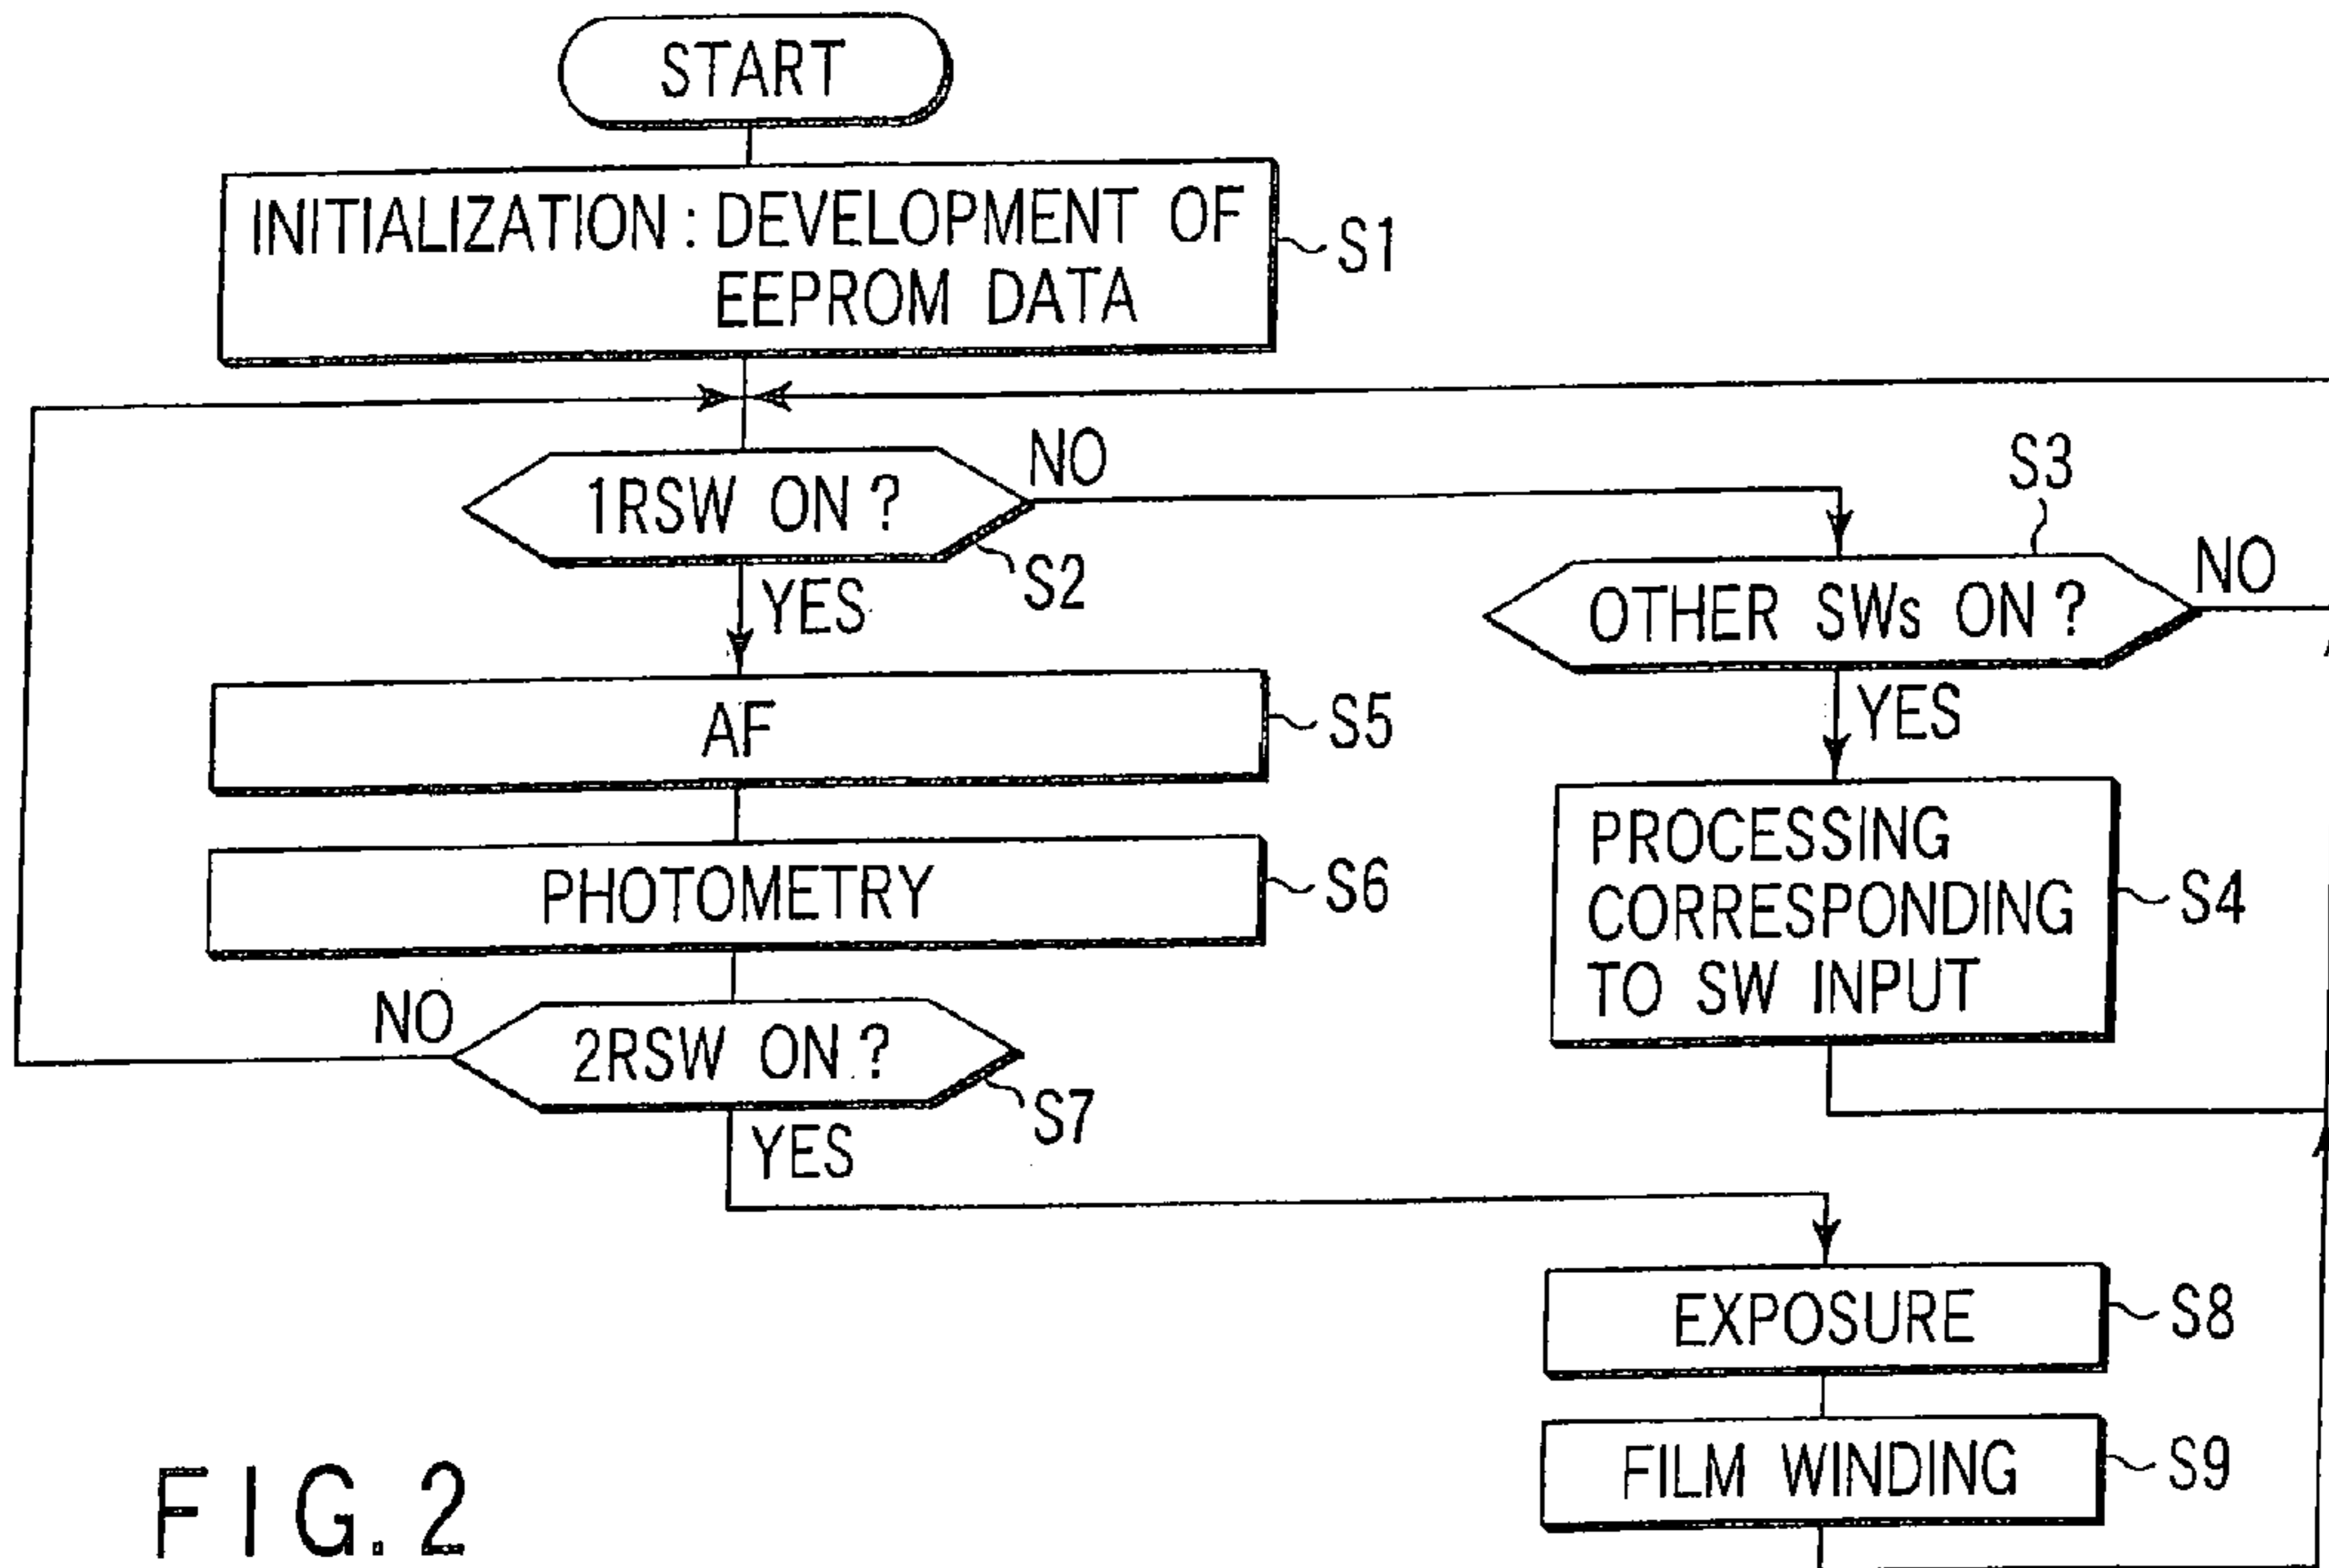 START
INITIALIZATION : DEVELOPMENT OF
EEPROM DATA
S1
1RSW ON ?
NO
S2
YES
S3
OTHER SWs ON ?
NO
YES
AF
S5
PROCESSING
CORRESPONDING
TO SW INPUT
S4
PHOTOMETRY
S6
NO
2RSW ON ?
S7
YES
EXPOSURE
S8
FILM WINDING
S9
FIG. 2